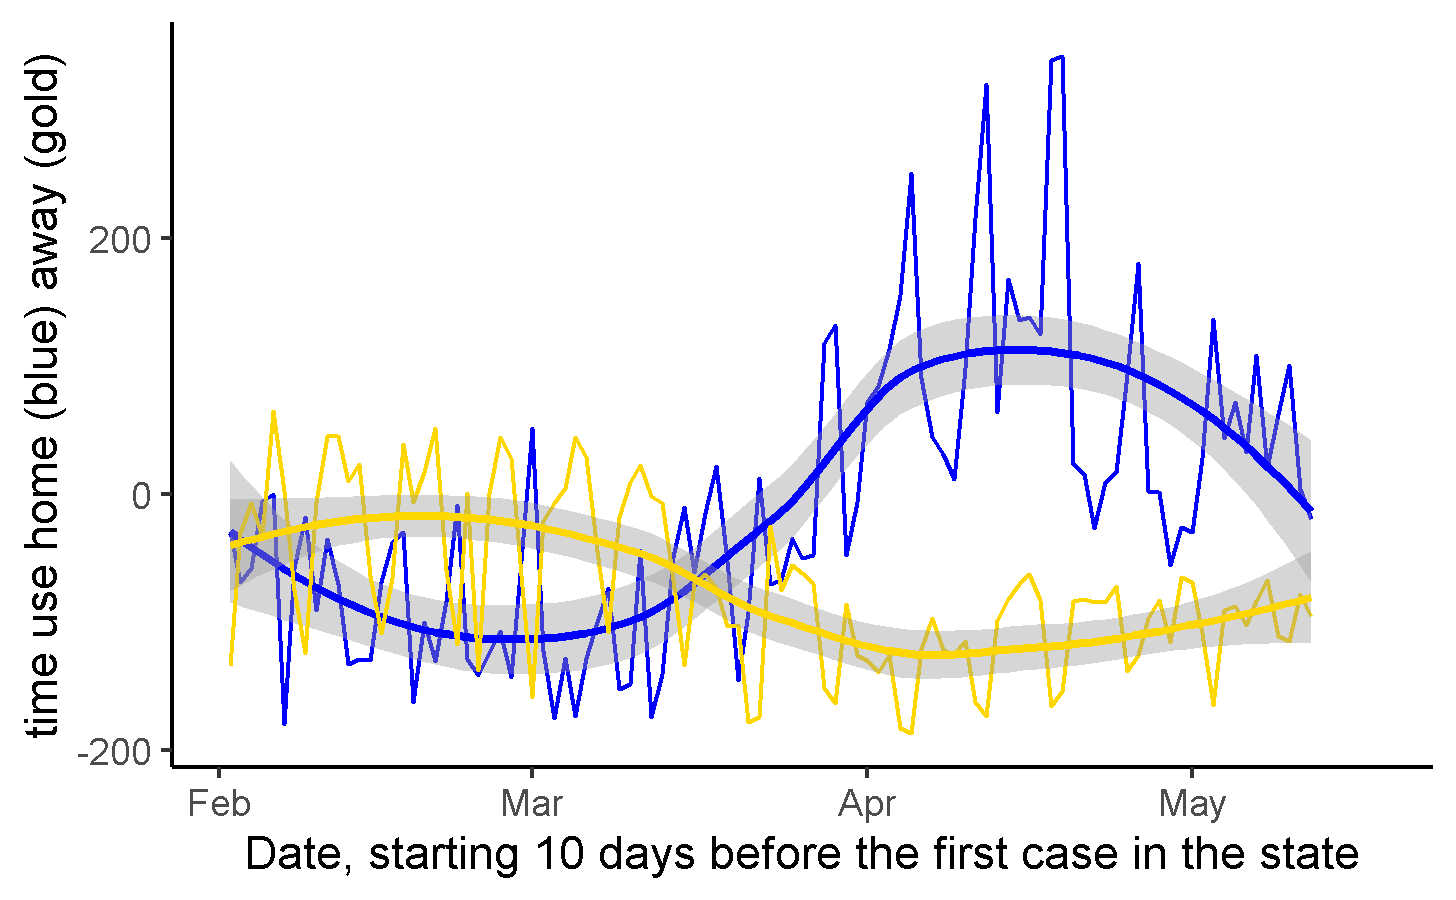 time use home (blue) away (gold)
200
0
-200
Feb Mar Apr May
Date, starting 10 days before the first case in the state